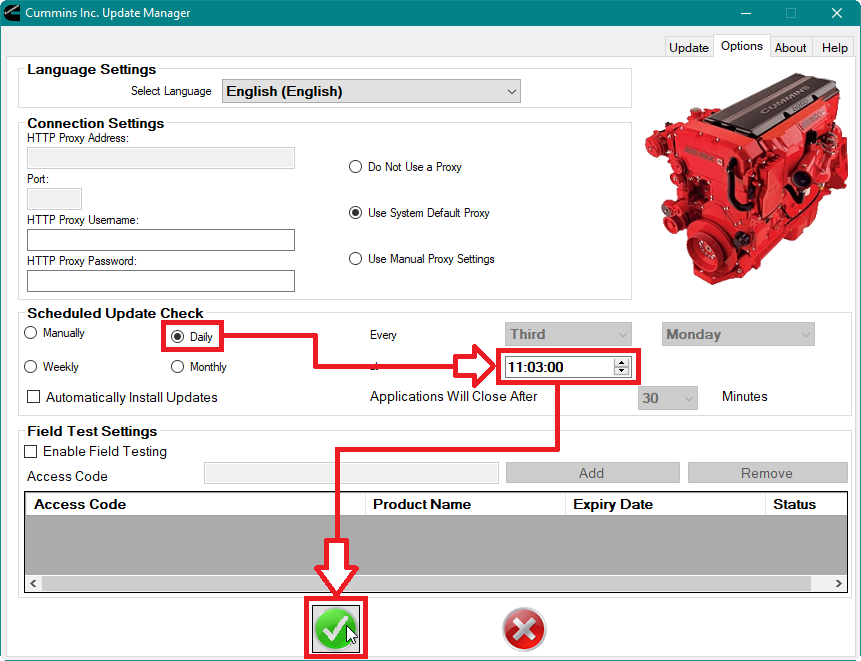 Cummins Inc. Update Manager
Update Options About Help
Language Settings
Select Language English (English)
CUMMINS
Connection Settings
HTTP Proxy Address:
Do Not Use a Proxy
Port:
Use System Default Proxy
HTTP Proxy Username:
HTTP Proxy Password:
Use Manual Proxy Settings
Scheduled Update Check
Manually Daily Every Third Monday
Weekly Monthly 11:03:00
Automatically Install Updates Applications Will Close After 30 Minutes
Field Test Settings
Enable Field Testing
Access Code Add Remove
Access Code Product Name Expiry Date Status